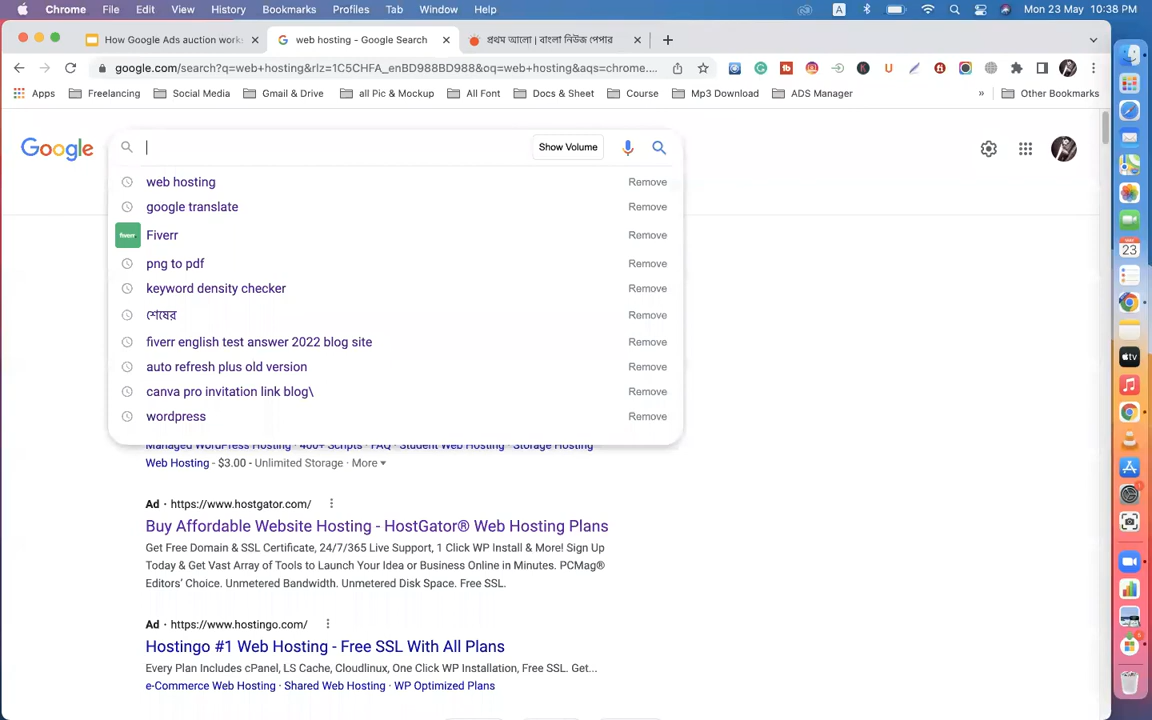 Chrome File Edit View History Bookmarks Profiles Tab Window Help A Mon 23 May 10:38 PM
How Google Ads auction works web hosting - Google Search প্রথম আলো | বাংলা নিউজ পেপার
google.com/search?q=web+hosting&rlz=1C5CHFA_enBD988BD988&oq=web+hosting&aqs=chrome....
Apps Freelancing Social Media Gmail & Drive all Pic & Mockup All Font Docs & Sheet Course Mp3 Download ADS Manager » Other Bookmarks
Google Show Volume
web hosting Remove
google translate Remove
fiverr Fiverr Remove
png to pdf Remove
keyword density checker Remove
শেষের Remove
fiverr english test answer 2022 blog site Remove
auto refresh plus old version Remove
canva pro invitation link blog\ Remove
wordpress Remove
Managed WordPress Hosting · 400+ Scripts · FAQ · Student Web Hosting · Storage Hosting
Web Hosting - $3.00 - Unlimited Storage · More
Ad · https://www.hostgator.com/
Buy Affordable Website Hosting - HostGator® Web Hosting Plans
Get Free Domain & SSL Certificate, 24/7/365 Live Support, 1 Click WP Install & More! Sign Up
Today & Get Vast Array of Tools to Launch Your Idea or Business Online in Minutes. PCMag®
Editors' Choice. Unmetered Bandwidth. Unmetered Disk Space. Free SSL.
Ad · https://www.hostingo.com/
Hostingo #1 Web Hosting - Free SSL With All Plans
Every Plan Includes cPanel, LS Cache, Cloudlinux, One Click WP Installation, Free SSL. Get...
e-Commerce Web Hosting · Shared Web Hosting · WP Optimized Plans